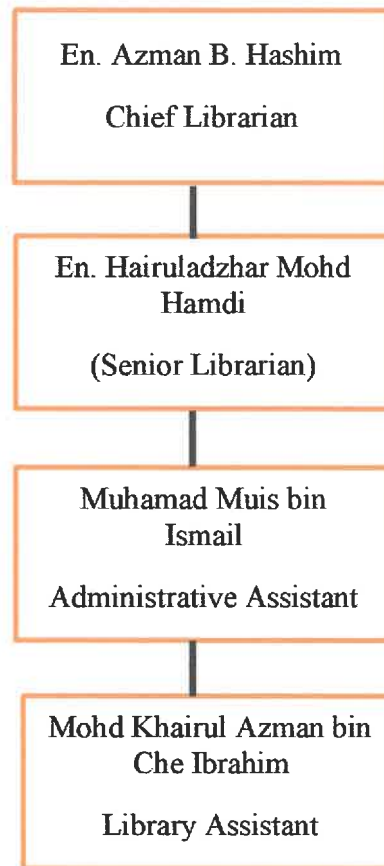 En. Azman B. Hashim
Chief Librarian
En. Hairuladzhar Mohd
Hamdi
(Senior Librarian)
Muhamad Muis bin
Ismail
Administrative Assistant
Mohd Khairul Azman bin
Che Ibrahim
Library Assistant